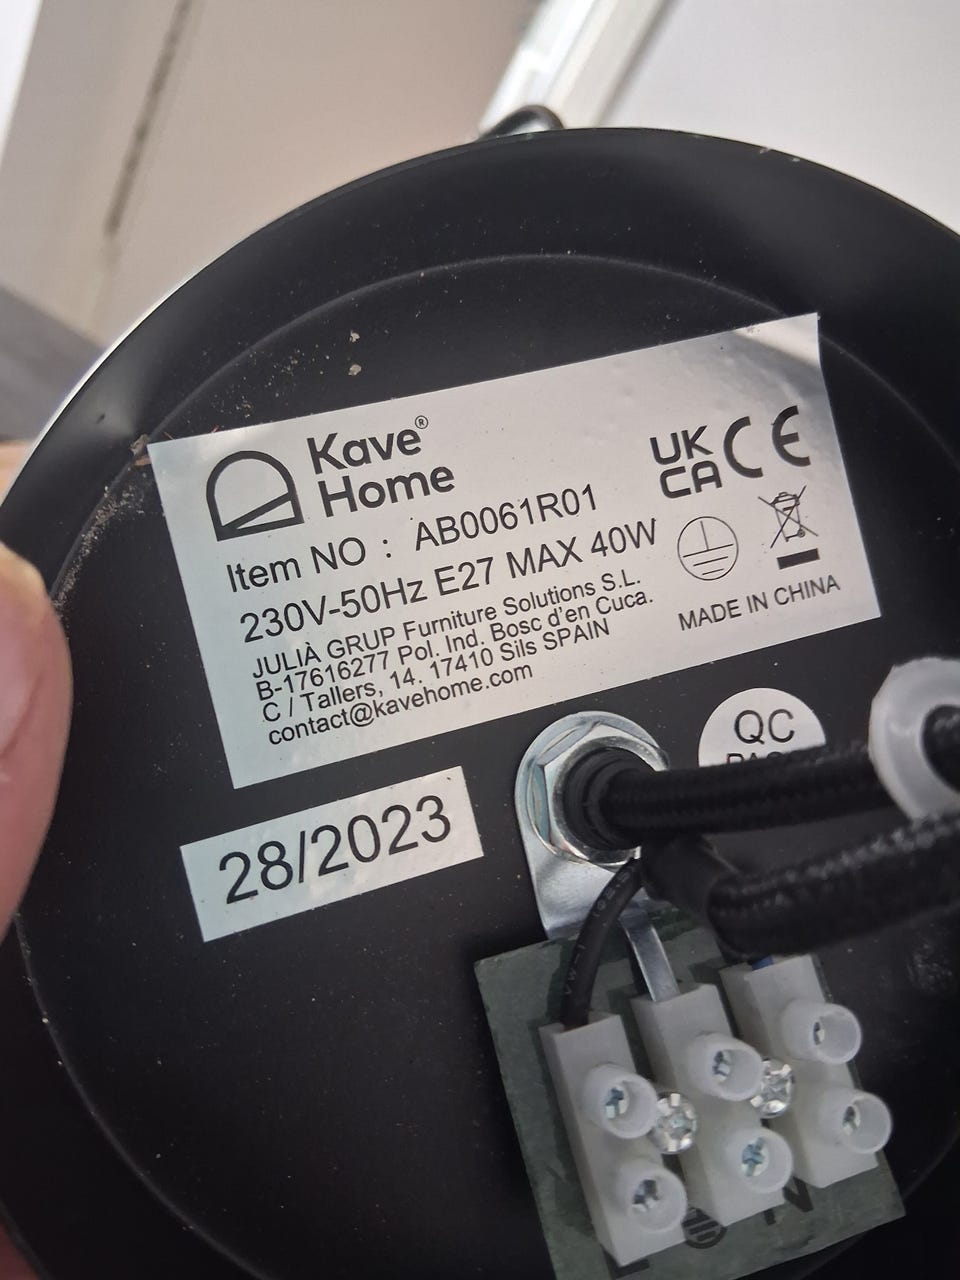 Kave®
Home
Item NO : AB0061R01
230V-50Hz E27 MAX 40W
JULIÀ GRUP Furniture Solutions S.L.
B-17616277 Pol. Ind. Bosc d'en Cuca.
C / Tallers, 14. 17410 Sils SPAIN
contact@kavehome.com
UK
CA CE
MADE IN CHINA
QC
28/2023
N